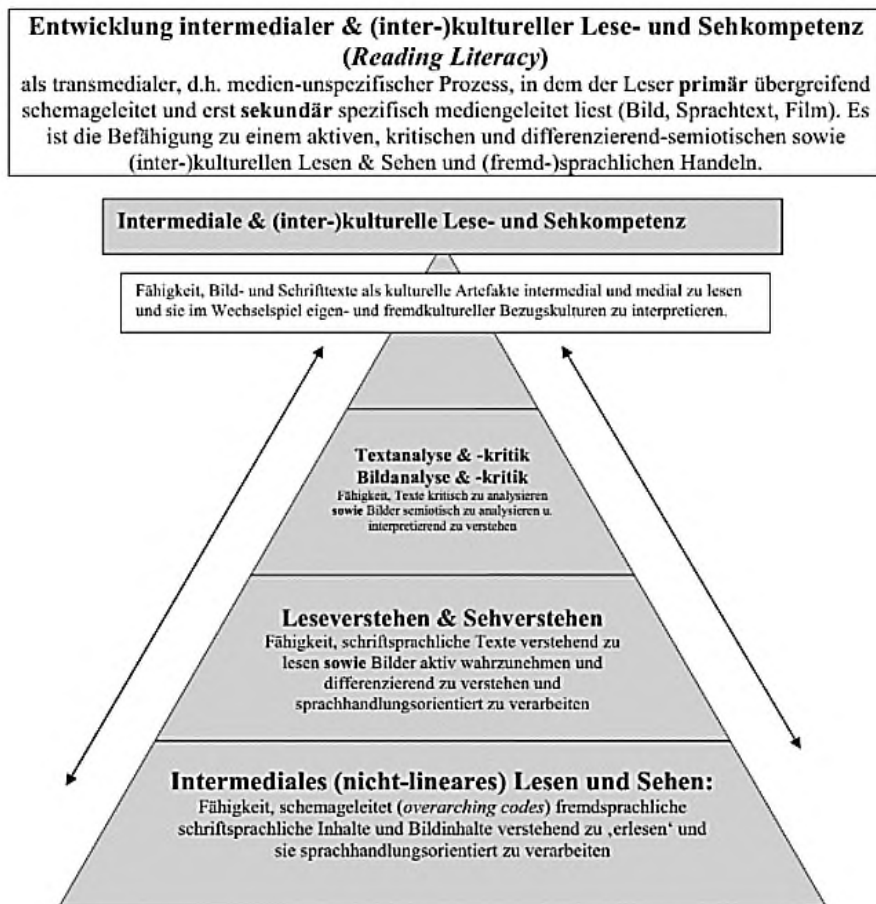 Entwicklung intermedialer & (inter-)kultureller Lese- und Sehkompetenz
(Reading Literacy)
als transmedialer, d.h. medien-unspezifischer Prozess, in dem der Leser primär übergreifend
schemageleitet und erst sekundär spezifisch mediengeleitet liest (Bild, Sprachtext, Film). Es
ist die Befähigung zu einem aktiven, kritischen und differenzierend-semiotischen sowie
(inter-)kulturellen Lesen & Sehen und (fremd-)sprachlichen Handeln.
Intermediale & (inter-)kulturelle Lese- und Sehkompetenz
Fähigkeit, Bild- und Schrifttexte als kulturelle Artefakte intermedial und medial zu lesen
und sie im Wechselspiel eigen- und fremdkultureller Bezugskulturen zu interpretieren.
Textanalyse & -kritik
Bildanalyse & -kritik
Fähigkeit, Texte kritisch zu analysieren
sowie Bilder semiotisch zu analysieren u.
interpretierend zu verstehen
Leseverstehen & Sehverstehen
Fähigkeit, schriftsprachliche Texte verstehend zu
lesen sowie Bilder aktiv wahrzunehmen und
differenzierend zu verstehen und
sprachhandlungsorientiert zu verarbeiten
Intermediales (nicht-lineares) Lesen und Sehen:
Fähigkeit, schemageleitet (overarching codes) fremdsprachliche
schriftsprachliche Inhalte und Bildinhalte verstehend zu ‚erlesen‘ und
sie sprachhandlungsorientiert zu verarbeiten